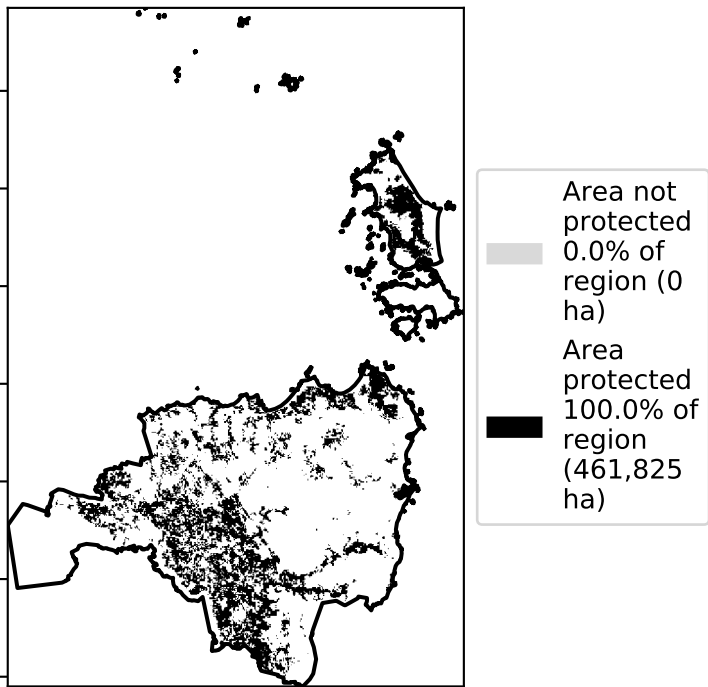 Area not
protected
0.0% of
region (0
ha)
Area
protected
100.0% of
region
(461,825
ha)